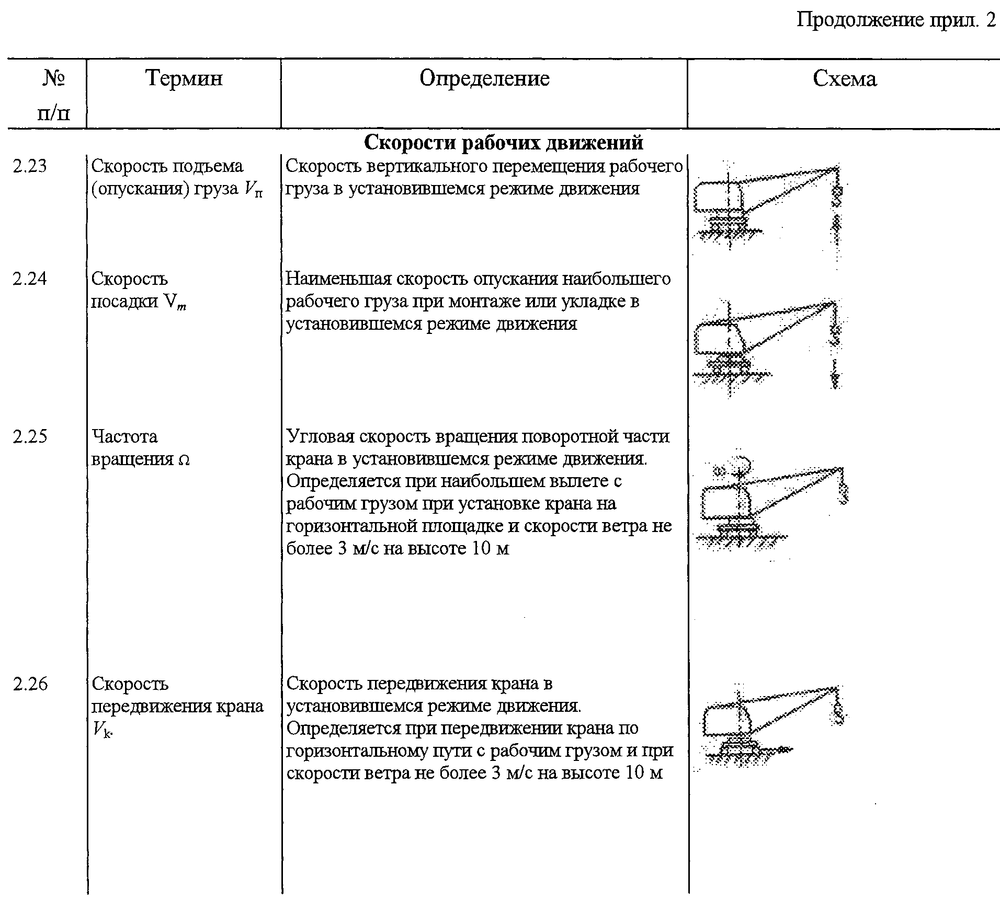 Продолжение прил. 2
№ п/п
Термин
Определение
Схема
Скорости рабочих движений
2.23
Скорость подъема
(опускания) груза Vп
Скорость вертикального перемещения рабочего
груза в установившемся режиме движения
2.24
Скорость
посадки Vm
Наименьшая скорость опускания наибольшего
рабочего груза при монтаже или укладке в
установившемся режиме движения
2.25
Частота
вращения Ω
Угловая скорость вращения поворотной части
крана в установившемся режиме движения.
Определяется при наибольшем вылете с
рабочим грузом при установке крана на
горизонтальной площадке и скорости ветра не
более 3 м/с на высоте 10 м
2.26
Скорость
передвижения крана
Vk.
Скорость передвижения крана в
установившемся режиме движения.
Определяется при передвижении крана по
горизонтальному пути с рабочим грузом и при
скорости ветра не более 3 м/с на высоте 10 м